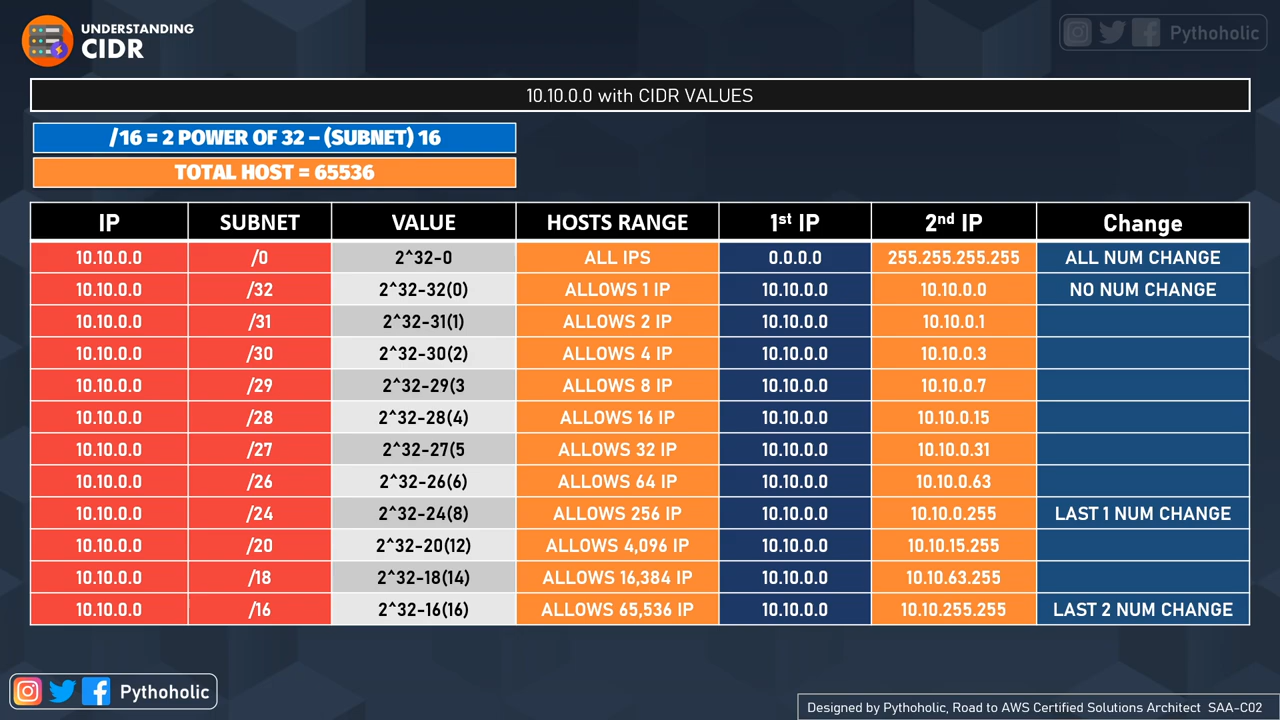 UNDERSTANDING
CIDR
Pythoholic
10.10.0.0 with CIDR VALUES
/16 = 2 POWER OF 32 – (SUBNET) 16
TOTAL HOST = 65536
IP SUBNET VALUE HOSTS RANGE 1st IP 2nd IP Change
10.10.0.0 /0 2^32-0 ALL IPS 0.0.0.0 255.255.255.255 ALL NUM CHANGE
10.10.0.0 /32 2^32-32(0) ALLOWS 1 IP 10.10.0.0 10.10.0.0 NO NUM CHANGE
10.10.0.0 /31 2^32-31(1) ALLOWS 2 IP 10.10.0.0 10.10.0.1
10.10.0.0 /30 2^32-30(2) ALLOWS 4 IP 10.10.0.0 10.10.0.3
10.10.0.0 /29 2^32-29(3 ALLOWS 8 IP 10.10.0.0 10.10.0.7
10.10.0.0 /28 2^32-28(4) ALLOWS 16 IP 10.10.0.0 10.10.0.15
10.10.0.0 /27 2^32-27(5 ALLOWS 32 IP 10.10.0.0 10.10.0.31
10.10.0.0 /26 2^32-26(6) ALLOWS 64 IP 10.10.0.0 10.10.0.63
10.10.0.0 /24 2^32-24(8) ALLOWS 256 IP 10.10.0.0 10.10.0.255 LAST 1 NUM CHANGE
10.10.0.0 /20 2^32-20(12) ALLOWS 4,096 IP 10.10.0.0 10.10.15.255
10.10.0.0 /18 2^32-18(14) ALLOWS 16,384 IP 10.10.0.0 10.10.63.255
10.10.0.0 /16 2^32-16(16) ALLOWS 65,536 IP 10.10.0.0 10.10.255.255 LAST 2 NUM CHANGE
Pythoholic
Designed by Pythoholic, Road to AWS Certified Solutions Architect SAA-C02